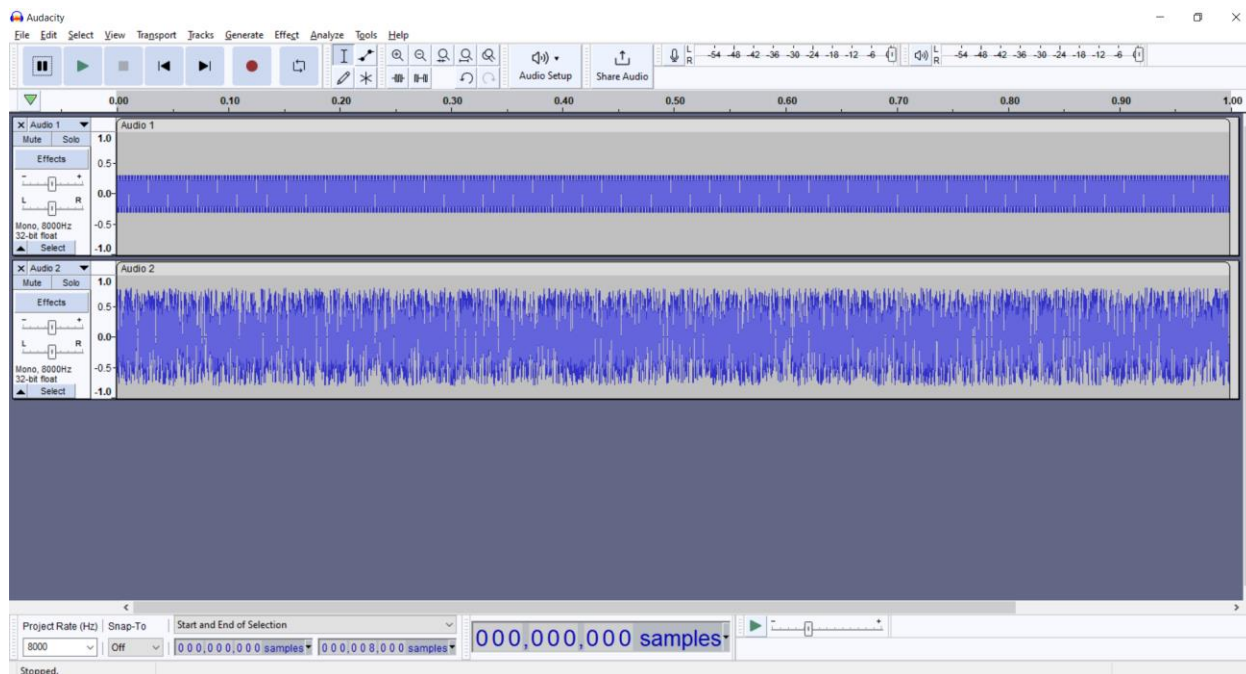 Audacity
File Edit Select View Transport Tracks Generate Effect Analyze Tools Help
Audio Setup
Share Audio
L
R
-54 -48 -42 -36 -30 -24 -18 -12 -6
L
R
-54 -48 -42 -36 -30 -24 -18 -12 -6
0.00 0.10 0.20 0.30 0.40 0.50 0.60 0.70 0.80 0.90 1.00
Audio 1
Audio 1
Mute Solo
Effects
- +
L R
Mono, 8000Hz
32-bit float
Select
1.0
0.5
0.0
-0.5
-1.0
Audio 2
Audio 2
Mute Solo
Effects
- +
L R
Mono, 8000Hz
32-bit float
Select
1.0
0.5
0.0
-0.5
-1.0
Project Rate (Hz) Snap-To Start and End of Selection
8000 Off 000,000,000 samples 000,008,000 samples
000,000,000 samples
- +
Stopped.